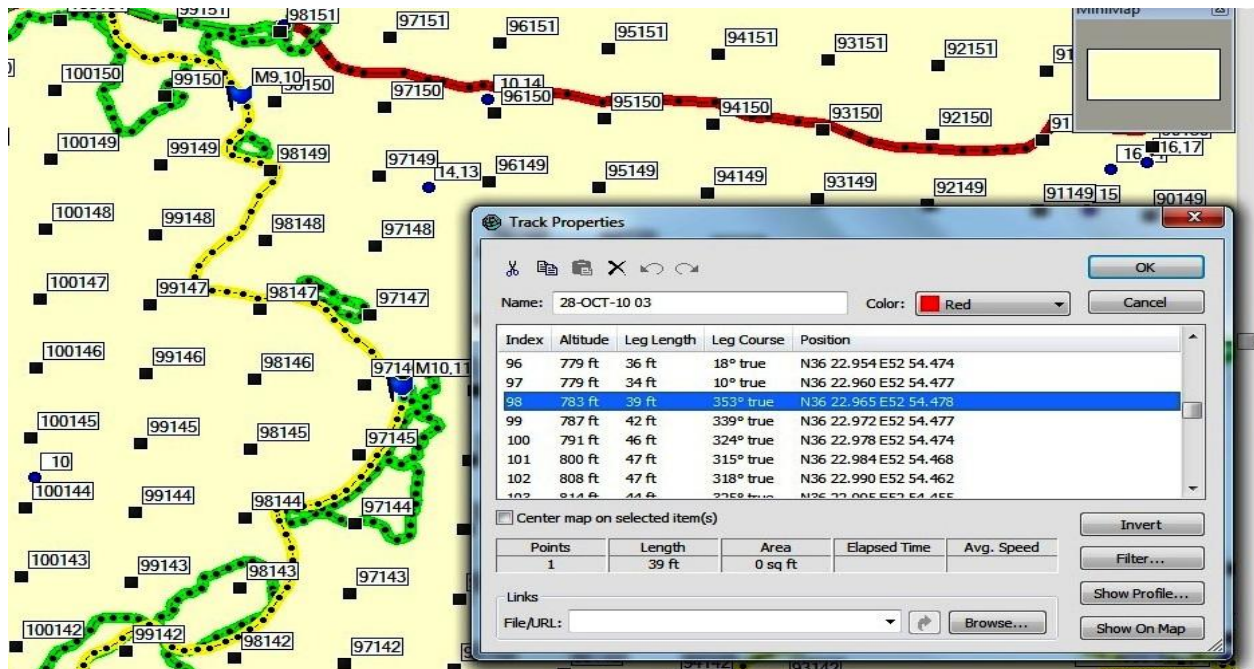 99151
98151
97151
96151
95151
94151
93151
92151
MiniMap
100150
99150
M9,10
97150
10,14
96150
95150
94150
93150
92150
100149
99149
98149
97149
14,13
96149
95149
94149
93149
92149
91149
15
90149
16,17
100148
99148
98148
97148
100147
99147
98147
97147
100146
99146
98146
9714
M10,11
100145
99145
98145
97145
10
100144
99144
98144
97144
100143
99143
98143
97143
100142
99142
98142
97142
Track Properties
OK
Name: 28-OCT-10 03 Color: Red Cancel
Index Altitude Leg Length Leg Course Position
96 779 ft 36 ft 18° true N36 22.954 E52 54.474
97 779 ft 34 ft 10° true N36 22.960 E52 54.477
98 783 ft 39 ft 353° true N36 22.965 E52 54.478
99 787 ft 42 ft 339° true N36 22.972 E52 54.477
100 791 ft 46 ft 324° true N36 22.978 E52 54.474
101 800 ft 47 ft 315° true N36 22.984 E52 54.468
102 808 ft 47 ft 318° true N36 22.990 E52 54.462
Center map on selected item(s)
Invert
Points Length Area Elapsed Time Avg. Speed
1 39 ft 0 sq ft
Filter...
Links
Show Profile...
File/URL: Browse... Show On Map